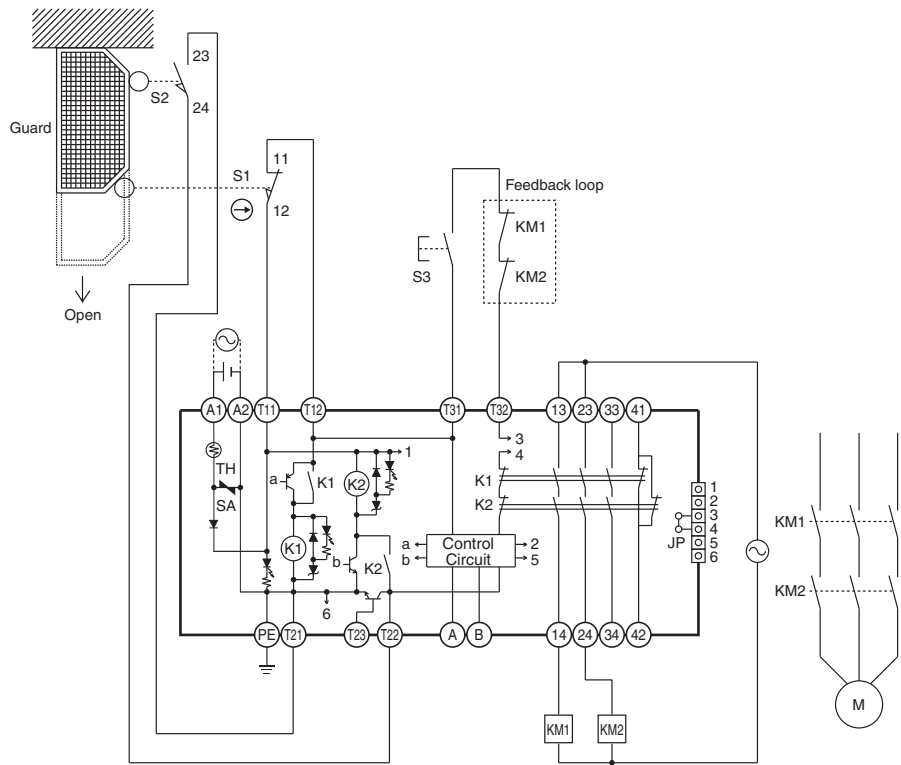 23
S2
24
Guard
11
S1
12
Feedback loop
KM1
KM2
S3
Open
A1 A2 T11 T12 T31 T32 13 23 33 41
3
4
1
TH
SA
a
K1
K2
K1
K2
K1
b
K2
a
b
Control
Circuit
2
5
6
1
2
3
4
5
6
JP
KM1
KM2
PE T21 T23 T22 A B 14 24 34 42
M
KM1
KM2